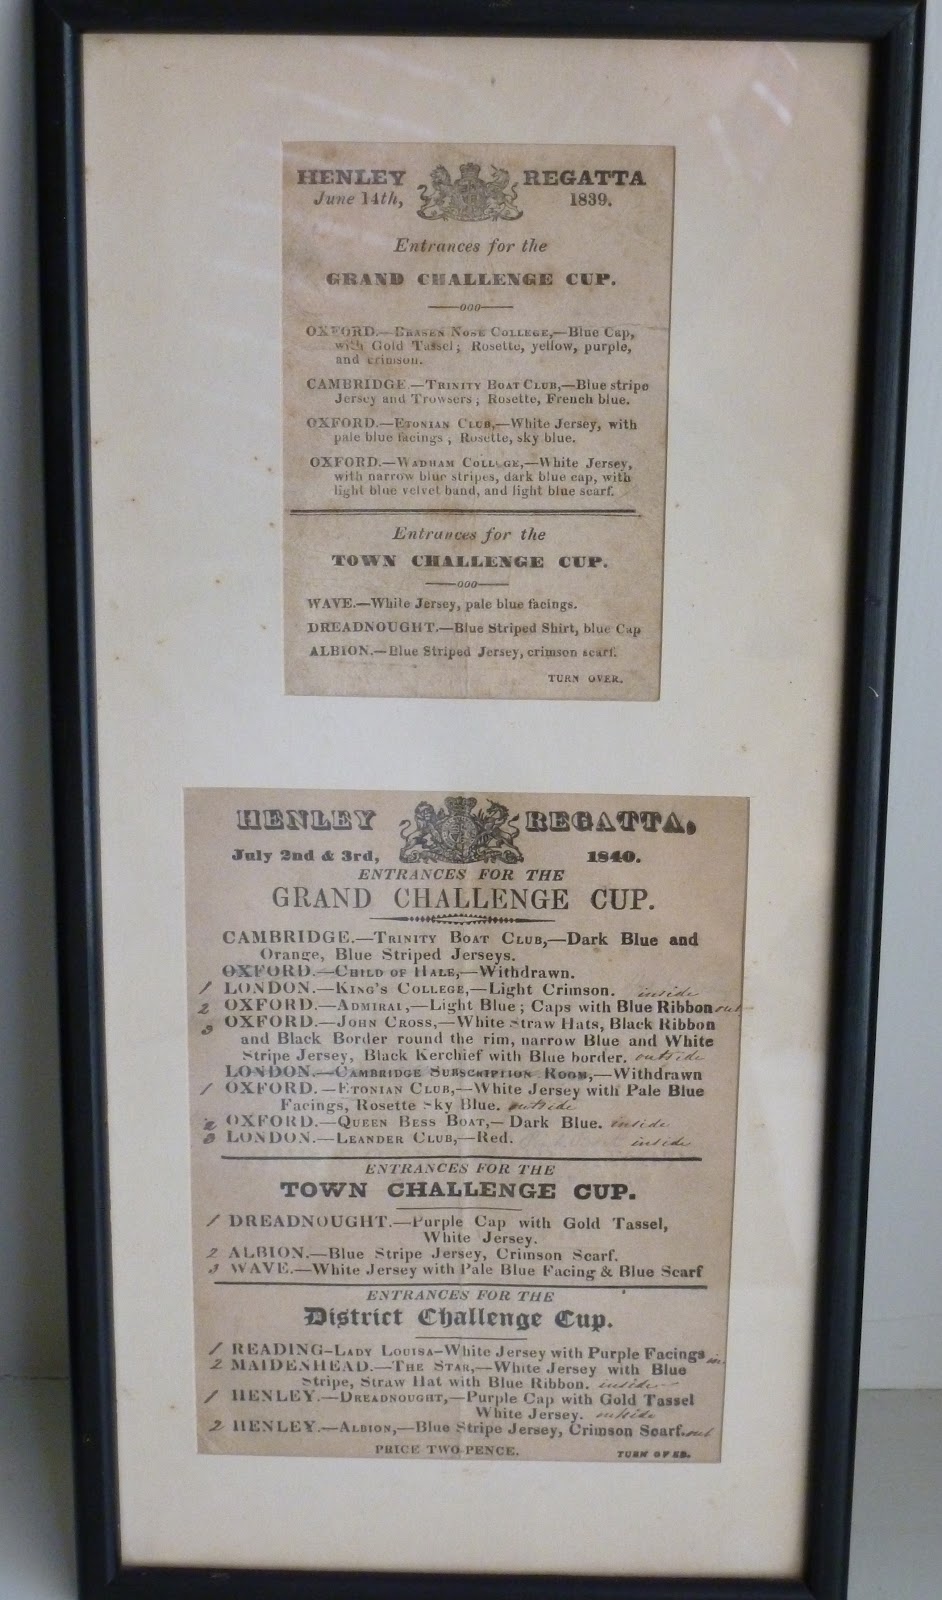 HENLEY REGATTA
June 14th, 1839.
Entrances for the
GRAND CHALLENGE CUP.
OXFORD.—BRASEN NOSE COLLEGE,—Blue Cap,
with Gold Tassel; Rosette, yellow, purple,
and crimson.
CAMBRIDGE.—TRINITY BOAT CLUB,—Blue stripe
Jersey and Trowsers; Rosette, French blue.
OXFORD.—ETONIAN CLUB,—White Jersey, with
pale blue facings; Rosette, sky blue.
OXFORD.—WADHAM COLLEGE,—White Jersey,
with narrow blue stripes, dark blue cap, with
light blue velvet band, and light blue scarf.
Entrances for the
TOWN CHALLENGE CUP.
WAVE.—White Jersey, pale blue facings.
DREADNOUGHT.—Blue Striped Shirt, blue Cap
ALBION.—Blue Striped Jersey, crimson scarf.
TURN OVER.
HENLEY REGATTA,
July 2nd & 3rd, 1840.
ENTRANCES FOR THE
GRAND CHALLENGE CUP.
CAMBRIDGE.—TRINITY BOAT CLUB,—Dark Blue and
Orange, Blue Striped Jerseys.
OXFORD.—CHILD OF HALE,—Withdrawn.
1 LONDON.—KING'S COLLEGE,—Light Crimson. inside
2 OXFORD.—ADMIRAL,—Light Blue; Caps with Blue Ribbon out
3 OXFORD.—JOHN CROSS,—White Straw Hats, Black Ribbon
and Black Border round the rim, narrow Blue and White
Stripe Jersey, Black Kerchief with Blue border. outside
LONDON.—CAMBRIDGE SUBSCRIPTION ROOM,—Withdrawn
1 OXFORD.—ETONIAN CLUB,—White Jersey with Pale Blue
Facings, Rosette Sky Blue. outside
2 OXFORD.—QUEEN BESS BOAT,—Dark Blue. inside
3 LONDON.—LEANDER CLUB,—Red. inside
ENTRANCES FOR THE
TOWN CHALLENGE CUP.
1 DREADNOUGHT.—Purple Cap with Gold Tassel,
White Jersey.
2 ALBION.—Blue Stripe Jersey, Crimson Scarf.
3 WAVE.—White Jersey with Pale Blue Facing & Blue Scarf
ENTRANCES FOR THE
District Challenge Cup.
1 READING-LADY LOUISA-White Jersey with Purple Facings in
2 MAIDENHEAD.—THE STAR,—White Jersey with Blue
Stripe, Straw Hat with Blue Ribbon. inside
1 HENLEY.—DREADNOUGHT,—Purple Cap with Gold Tassel
White Jersey. outside
2 HENLEY.—ALBION,—Blue Stripe Jersey, Crimson Scarf. out
PRICE TWO-PENCE. TURN OVER.